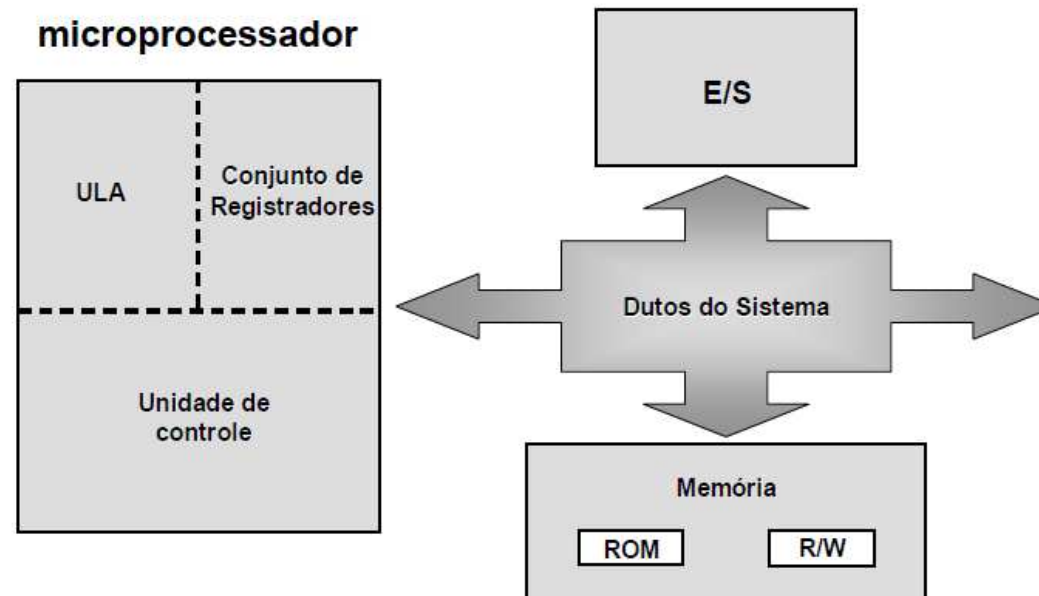 microprocessador
E/S
ULA
Conjunto de
Registradores
Dutos do Sistema
Unidade de
controle
Memória
ROM
R/W